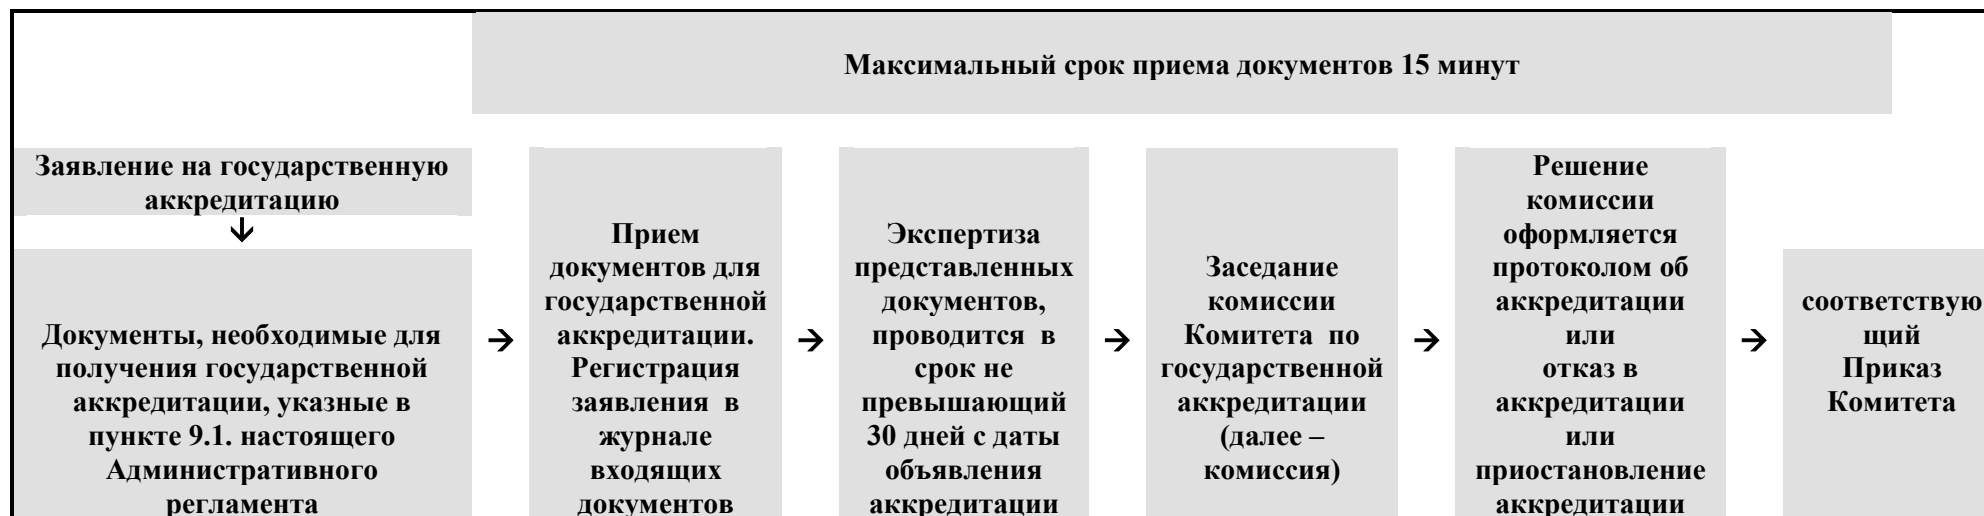 Максимальный срок приема документов 15 минут
Заявление на государственную
аккредитацию
↓
Документы, необходимые для
получения государственной
аккредитации, указные в
пункте 9.1. настоящего
Административного
регламента
→
Прием
документов для
государственной
аккредитации.
Регистрация
заявления в
журнале
входящих
документов
→
Экспертиза
представленных
документов,
проводится в
срок не
превышающий
30 дней с даты
объявления
аккредитации
→
Заседание
комиссии
Комитета по
государственной
аккредитации
(далее –
комиссия)
→
Решение
комиссии
оформляется
протоколом об
аккредитации
или
отказ в
аккредитации
или
приостановление
аккредитации
→
соответствую
щий
Приказ
Комитета